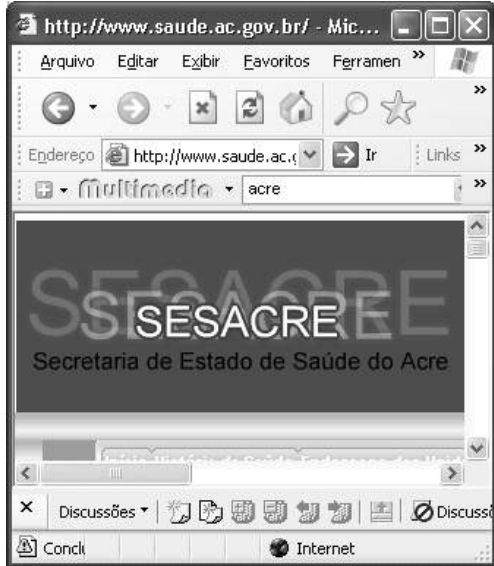 http://www.saude.ac.gov.br/ - Mic...
Arquivo Editar Exibir Favoritos Ferramen »
»
Endereço http://www.saude.ac.g Ir Links »
Multimedia acre »
SESACRE
SESACRE
Secretaria de Estado de Saúde do Acre
× Discussões Discussõ
Conclu Internet